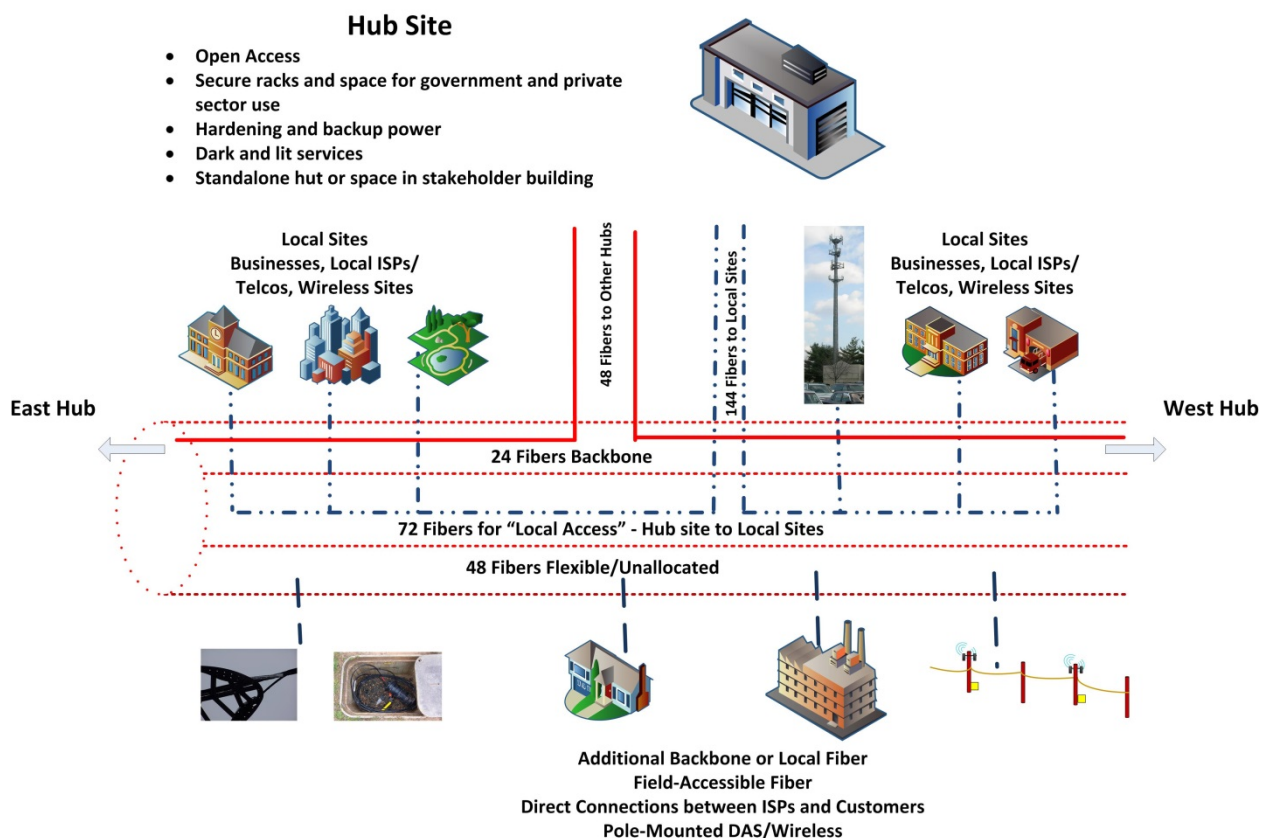 Hub Site
• Open Access
• Secure racks and space for government and private
sector use
• Hardening and backup power
• Dark and lit services
• Standalone hut or space in stakeholder building
Local Sites
Businesses, Local ISPs/
Telcos, Wireless Sites
48 Fibers to Other Hubs
144 Fibers to Local Sites
Local Sites
Businesses, Local ISPs/
Telcos, Wireless Sites
East Hub
West Hub
24 Fibers Backbone
72 Fibers for “Local Access” - Hub site to Local Sites
48 Fibers Flexible/Unallocated
Additional Backbone or Local Fiber
Field-Accessible Fiber
Direct Connections between ISPs and Customers
Pole-Mounted DAS/Wireless